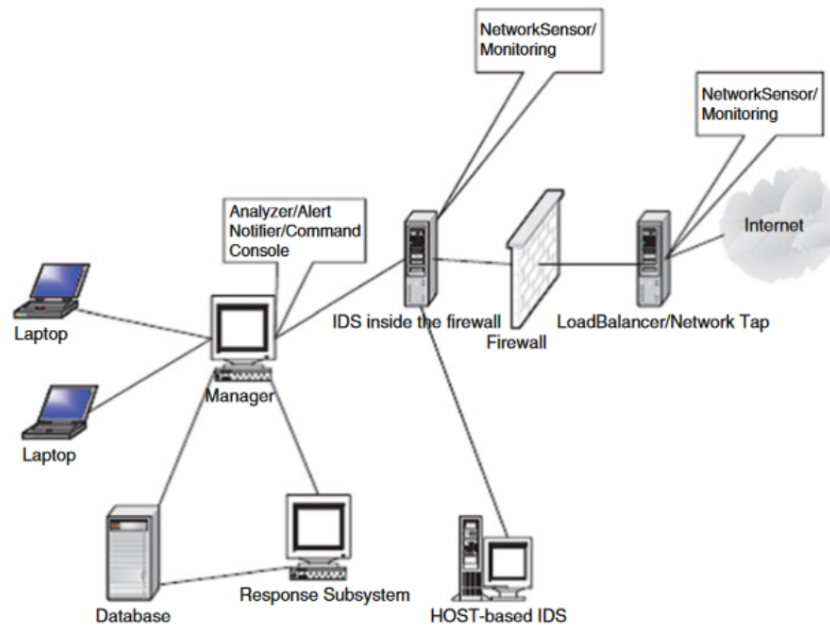 NetworkSensor/
Monitoring
NetworkSensor/
Monitoring
Analyzer/Alert
Notifier/Command
Console
Internet
Laptop
IDS inside the firewall
Firewall
LoadBalancer/Network Tap
Manager
Laptop
Database
Response Subsystem
HOST-based IDS